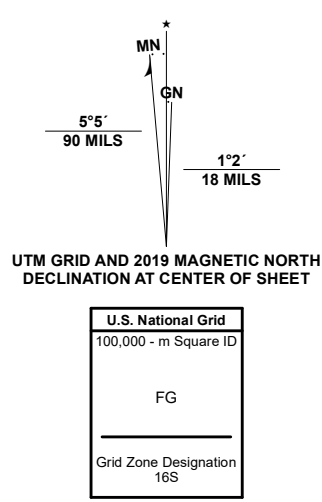 ★
MN
GN
5°5´
90 MILS
1°2´
18 MILS
UTM GRID AND 2019 MAGNETIC NORTH
DECLINATION AT CENTER OF SHEET
U.S. National Grid
100,000 - m Square ID
FG
Grid Zone Designation
16S